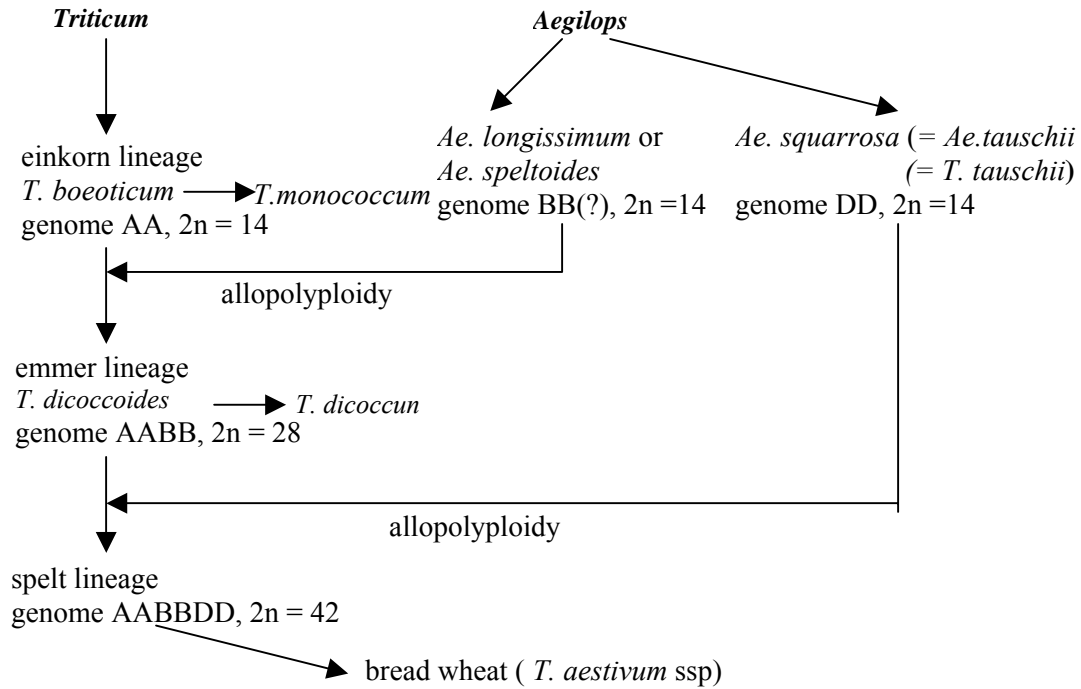 Triticum
Aegilops
einkorn lineage
T. boeoticum
genome AA, 2n = 14
T.monococcum
Ae. longissimum or
Ae. speltoides
genome BB(?), 2n =14
Ae. squarrosa (= Ae.tauschii
(= T. tauschii)
genome DD, 2n =14
allopolyploidy
emmer lineage
T. dicoccoides
genome AABB, 2n = 28
T. dicoccun
allopolyploidy
spelt lineage
genome AABBDD, 2n = 42
bread wheat ( T. aestivum ssp)